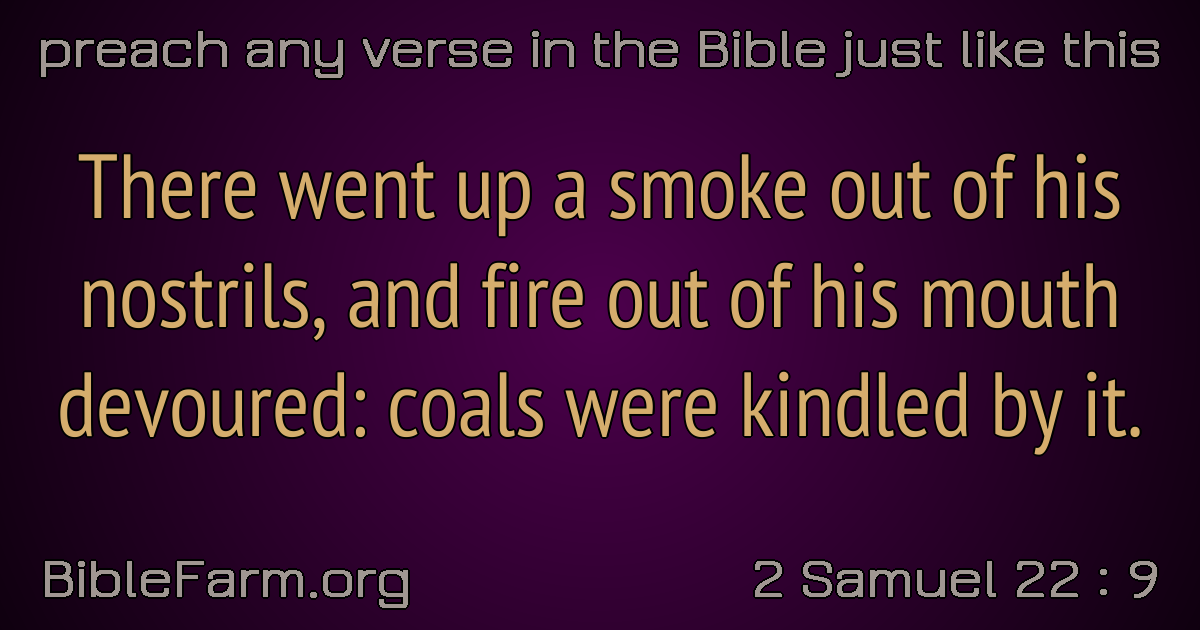 preach any verse in the Bible just like this
There went up a smoke out of his
nostrils, and fire out of his mouth
devoured: coals were kindled by it.
BibleFarm.org
2 Samuel 22 : 9